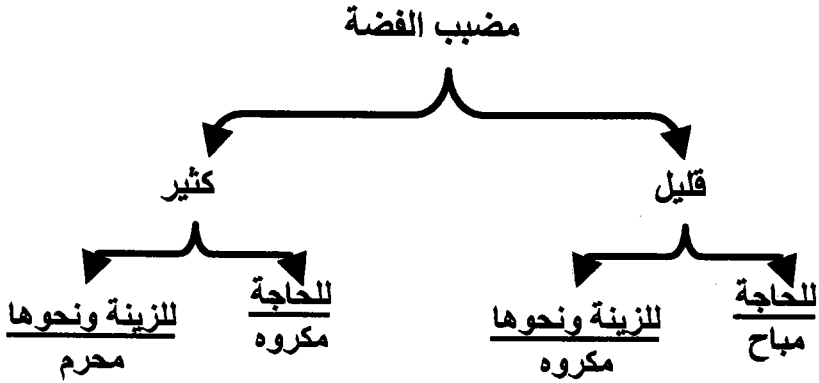 مضبب الفضة
قليل
كثير
للحاجة
مباح
للزينة ونحوها
مكروه
للحاجة
مكروه
للزينة ونحوها
محرم